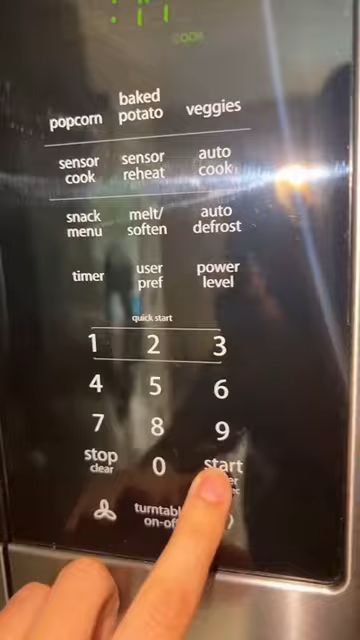 COOK
popcorn baked potato veggies
sensor cook sensor reheat auto cook
snack menu melt/ soften auto defrost
timer user pref power level
quick start
1 2 3
4 5 6
7 8 9
stop clear 0 start
on-off